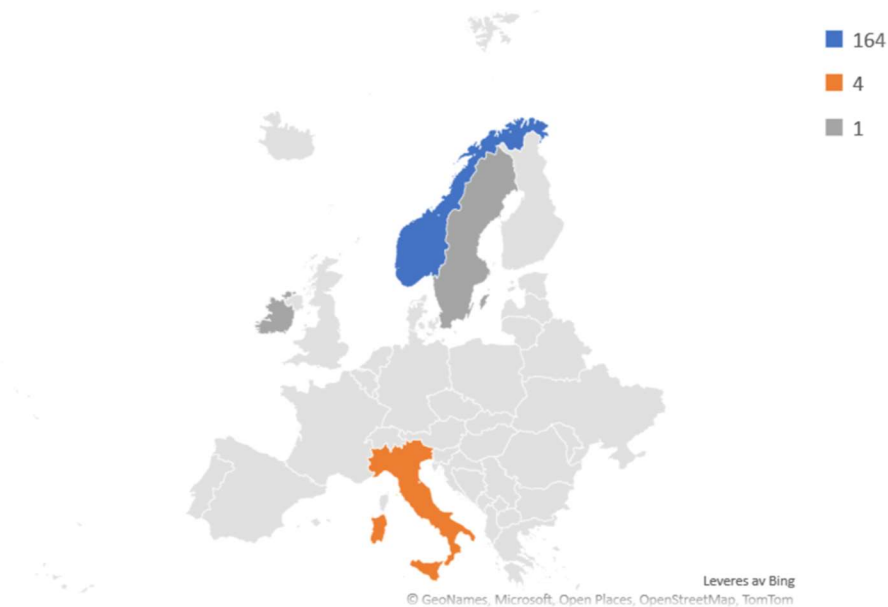 164
4
1
Leveres av Bing
© GeoNames, Microsoft, Open Places, OpenStreetMap, TomTom